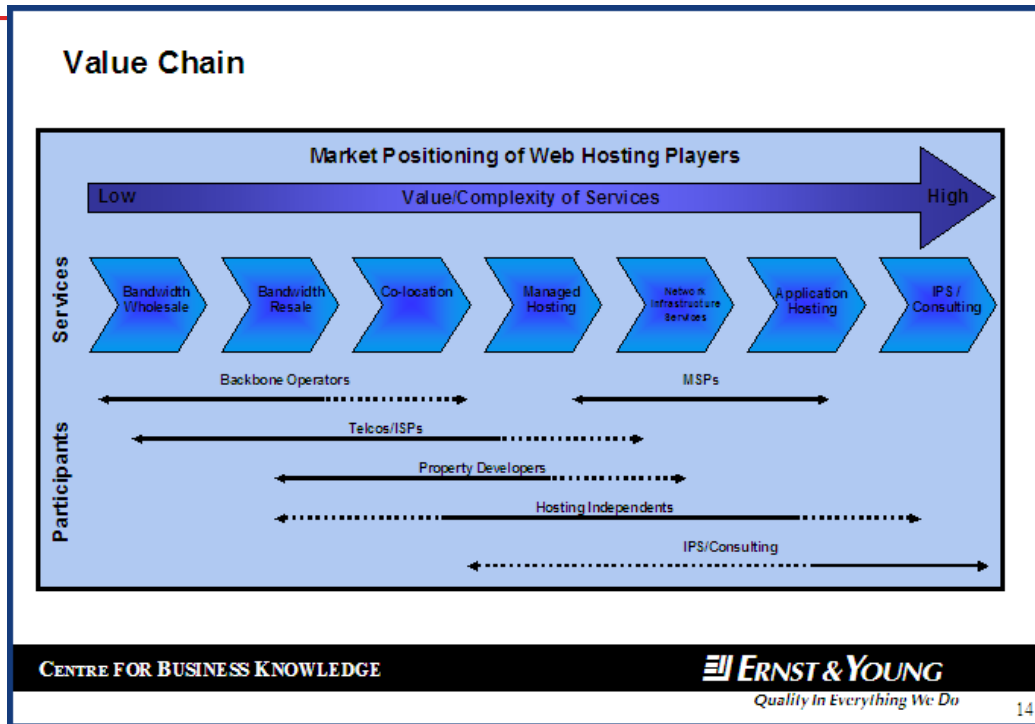 Value Chain
Market Positioning of Web Hosting Players
Low
Value/Complexity of Services
High
Services
Bandwidth
Wholesale
Bandwidth
Resale
Co-location
Managed
Hosting
Network
Infrastructure
Services
Application
Hosting
IPS /
Consulting
Participants
Backbone Operators
MSPs
Telcos/ISPs
Property Developers
Hosting Independents
IPS/Consulting
CENTRE FOR BUSINESS KNOWLEDGE
ERNST & YOUNG
Quality In Everything We Do
14